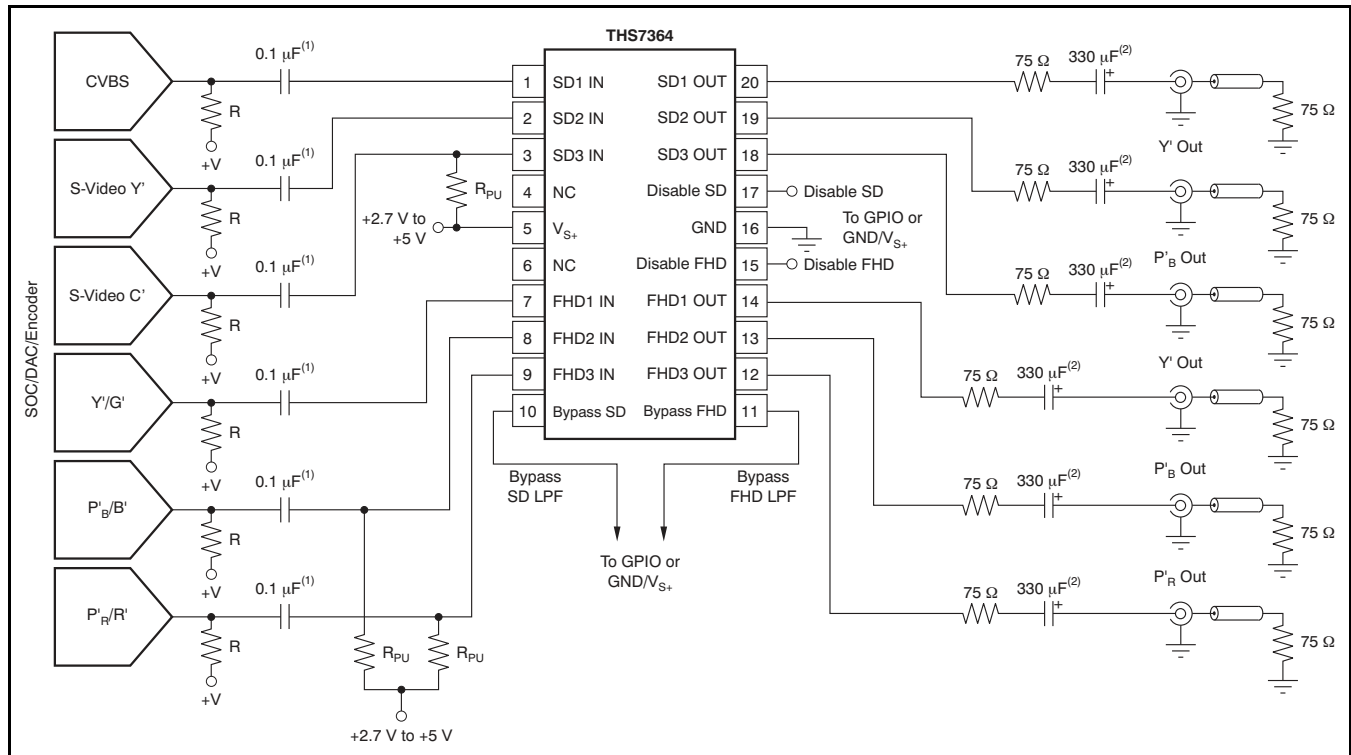 THS7364
SOC/DAC/Encoder
CVBS
0.1 µF(1)
R
+V
S-Video Y'
0.1 µF(1)
R
+V
S-Video C'
0.1 µF(1)
R
+V
Y'/G'
0.1 µF(1)
R
+V
P'B/B'
0.1 µF(1)
R
+V
P'R/R'
0.1 µF(1)
R
+V
RPU
+2.7 V to
+5 V
RPU
RPU
+2.7 V to +5 V
1 SD1 IN SD1 OUT 20
2 SD2 IN SD2 OUT 19
3 SD3 IN SD3 OUT 18
4 NC Disable SD 17
5 VS+ GND 16
6 NC Disable FHD 15
7 FHD1 IN FHD1 OUT 14
8 FHD2 IN FHD2 OUT 13
9 FHD3 IN FHD3 OUT 12
10 Bypass SD Bypass FHD 11
Bypass
SD LPF
Bypass
FHD LPF
To GPIO or
GND/VS+
Disable SD
To GPIO or
GND/VS+
Disable FHD
75 Ω
330 µF(2)
+
75 Ω
Y' Out
75 Ω
330 µF(2)
+
75 Ω
P'B Out
75 Ω
330 µF(2)
+
75 Ω
Y' Out
75 Ω
330 µF(2)
+
75 Ω
P'B Out
75 Ω
330 µF(2)
+
75 Ω
P'R Out
75 Ω
330 µF(2)
+
75 Ω